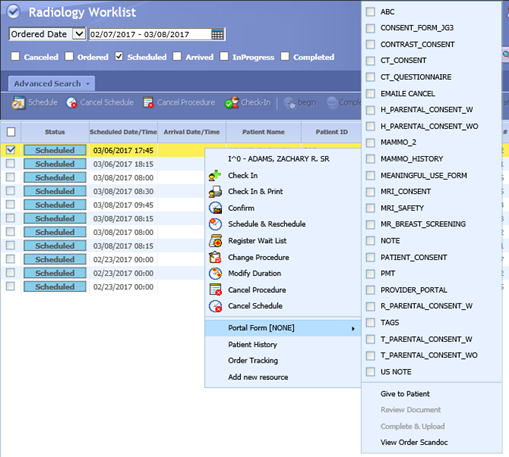 Radiology Worklist
Ordered Date
02/07/2017 - 03/08/2017
Canceled
Ordered
Scheduled
Arrived
InProgress
Completed
Advanced Search
Schedule
Cancel Schedule
Cancel Procedure
Check-In
begin
Status
Scheduled Date/Time
Arrival Date/Time
Patient Name
Patient ID
#
Scheduled 03/06/2017 17:45
Scheduled 03/06/2017 18:15
Scheduled 03/08/2017 08:00
Scheduled 03/08/2017 08:30
Scheduled 03/06/2017 09:45
Scheduled 03/08/2017 08:15
Scheduled 03/08/2017 08:15
Scheduled 03/08/2017 08:00
Scheduled 03/08/2017 08:15
Scheduled 02/23/2017 00:00
Scheduled 02/23/2017 00:00
I^0 - ADAMS, ZACHARY R. SR
Check In
Check In & Print
Confirm
Schedule & Reschedule
Register Wait List
Change Procedure
Modify Duration
Cancel Procedure
Cancel Schedule
Portal Form [NONE]
Patient History
Order Tracking
Add new resource
ABC
CONSENT_FORM_JG3
CONTRAST_CONSENT
CT_CONSENT
CT_QUESTIONNAIRE
EMAILE CANCEL
H_PARENTAL_CONSENT_W
H_PARENTAL_CONSENT_WO
MAMMO_2
MAMMO_HISTORY
MEANINGFUL_USE_FORM
MRI_CONSENT
MRI_SAFETY
MR_BREAST_SCREENING
NOTE
PATIENT_CONSENT
PMT
PROVIDER_PORTAL
R_PARENTAL_CONSENT_W
TAGS
T_PARENTAL_CONSENT_W
T_PARENTAL_CONSENT_WO
US NOTE
Give to Patient
Review Document
Complete & Upload
View Order Scandoc